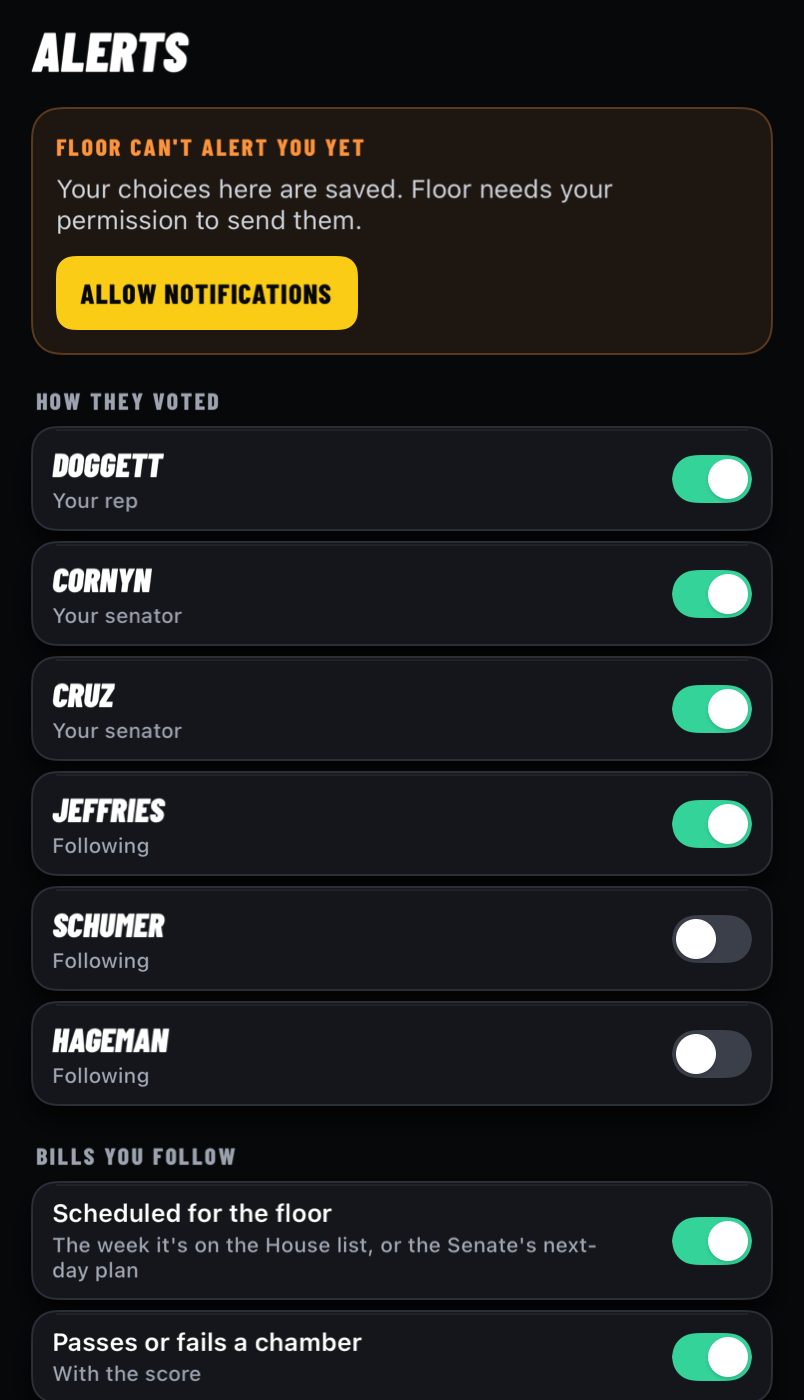 ALERTS
FLOOR CAN'T ALERT YOU YET
Your choices here are saved. Floor needs your
permission to send them.
ALLOW NOTIFICATIONS
HOW THEY VOTED
DOGGETT
Your rep
CORNYN
Your senator
CRUZ
Your senator
JEFFRIES
Following
SCHUMER
Following
HAGEMAN
Following
BILLS YOU FOLLOW
Scheduled for the floor
The week it's on the House list, or the Senate's next-
day plan
Passes or fails a chamber
With the score